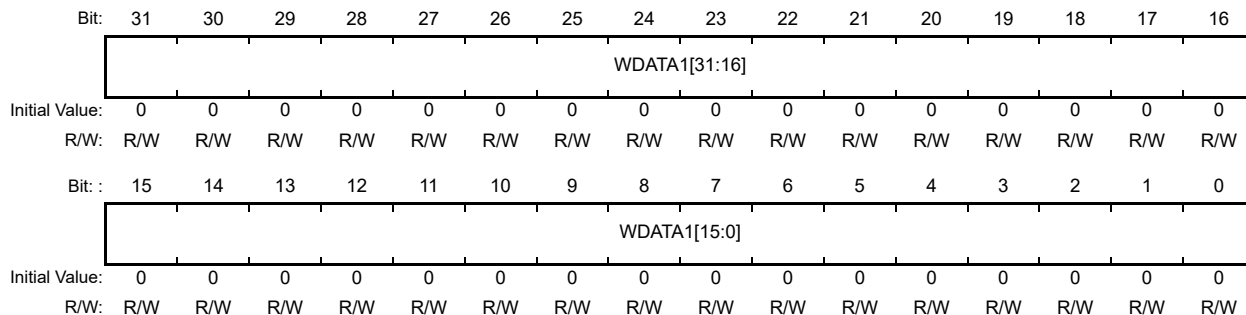 Bit: 31 30 29 28 27 26 25 24 23 22 21 20 19 18 17 16
WDATA1[31:16]
Initial Value: 0 0 0 0 0 0 0 0 0 0 0 0 0 0 0 0
R/W: R/W R/W R/W R/W R/W R/W R/W R/W R/W R/W R/W R/W R/W R/W R/W R/W
Bit: : 15 14 13 12 11 10 9 8 7 6 5 4 3 2 1 0
WDATA1[15:0]
Initial Value: 0 0 0 0 0 0 0 0 0 0 0 0 0 0 0 0
R/W: R/W R/W R/W R/W R/W R/W R/W R/W R/W R/W R/W R/W R/W R/W R/W R/W